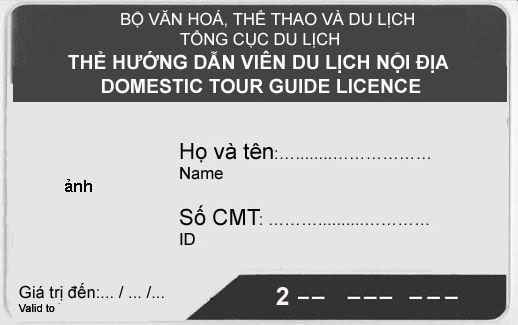 BỘ VĂN HOÁ, THỂ THAO VÀ DU LỊCH
TỔNG CỤC DU LỊCH
THẺ HƯỚNG DẪN VIÊN DU LỊCH NỘI ĐỊA
DOMESTIC TOUR GUIDE LICENCE
Họ và tên:..............................
Name
ảnh
Số CMT: ..............................
ID
Giá trị đến:... / ... /...
Valid to
2 –– ––– –––